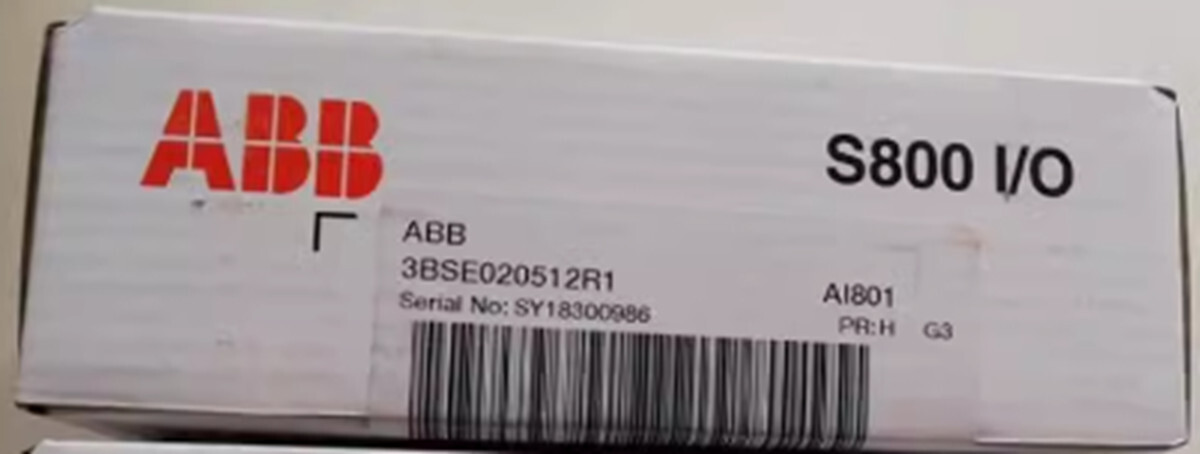 ABB
S800 I/O
ABB
3BSE020512R1
AI801
Serial No: SY18300986
PR:H G3